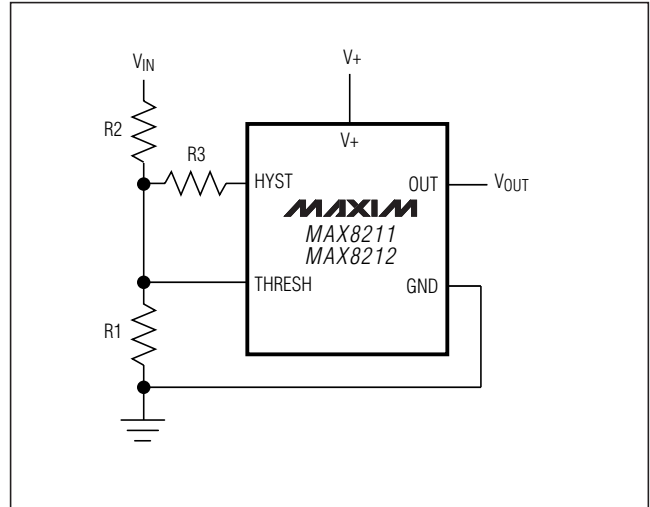 V+
VIN
V+
R2
R3
HYST
OUT
VOUT
MAXIM
MAX8211
MAX8212
THRESH
GND
R1